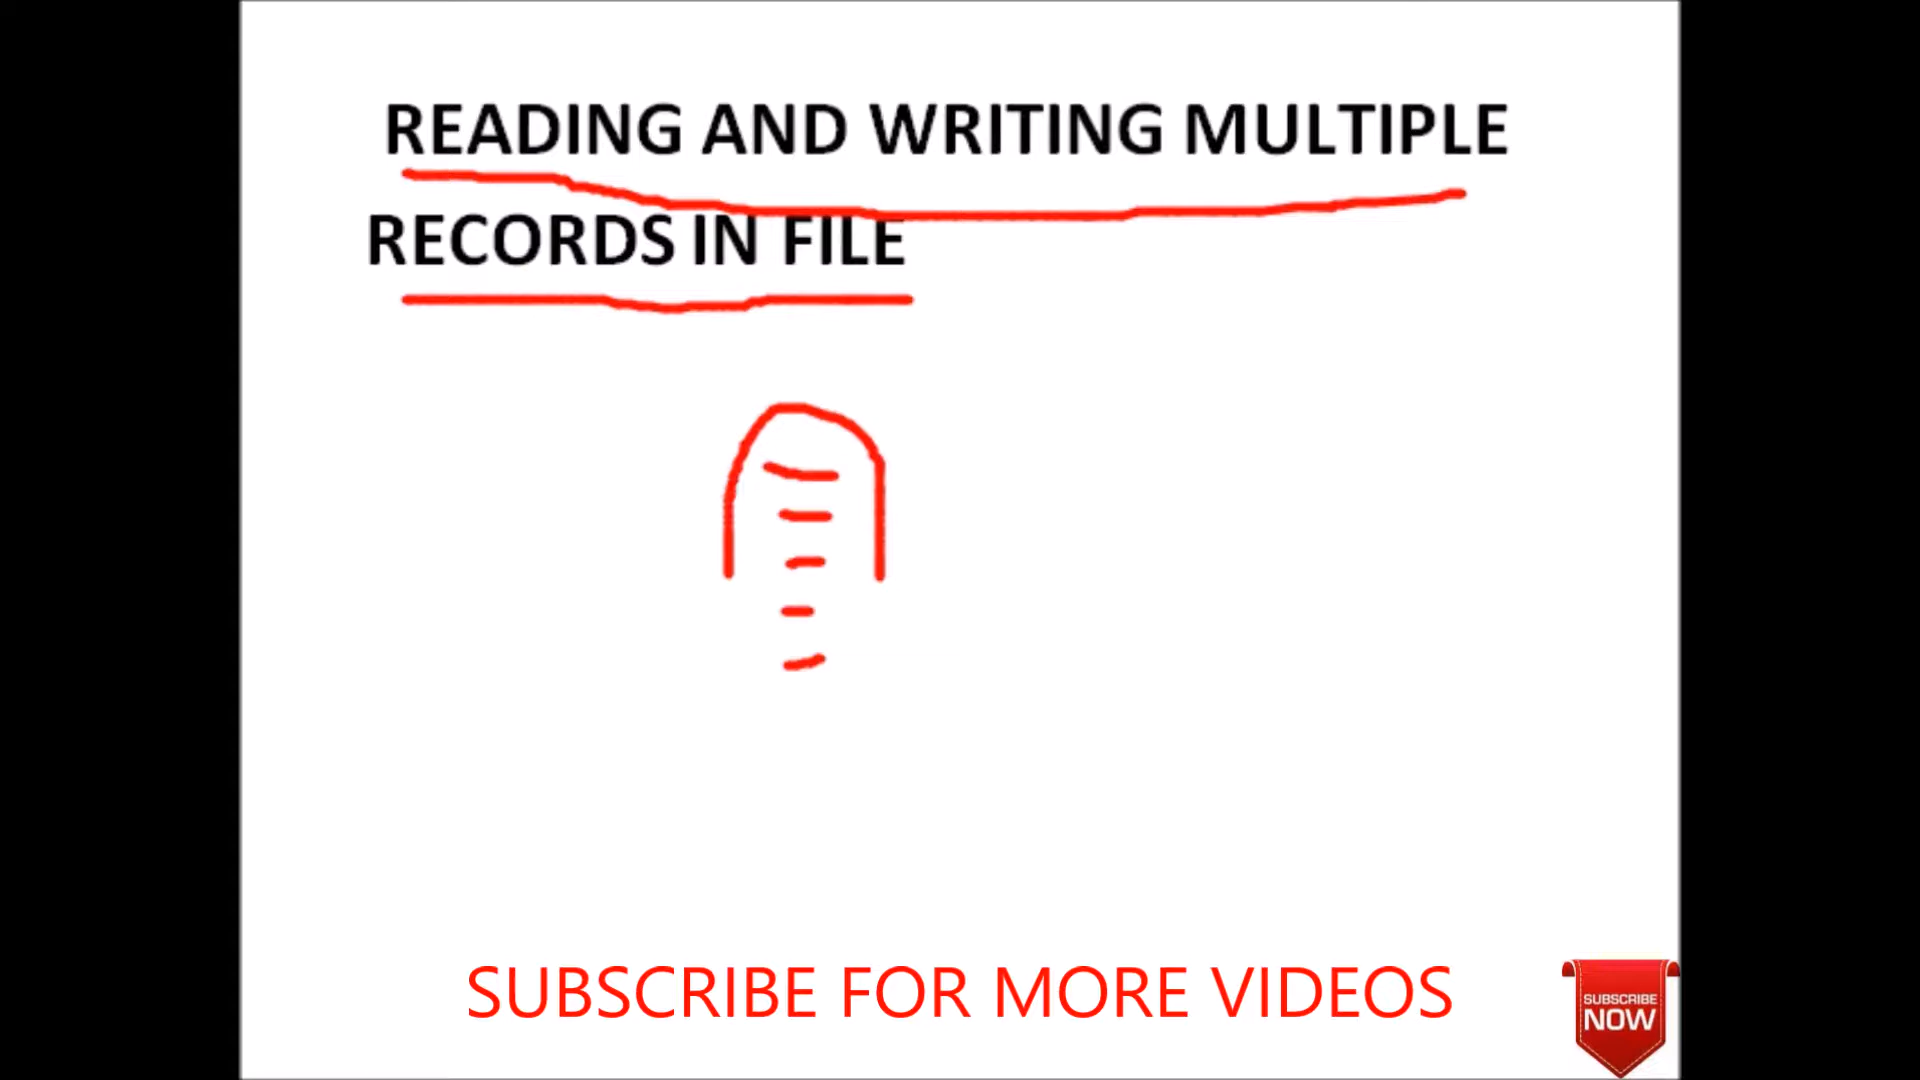 READING AND WRITING MULTIPLE
RECORDS IN FILE
SUBSCRIBE FOR MORE VIDEOS
SUBSCRIBE
NOW